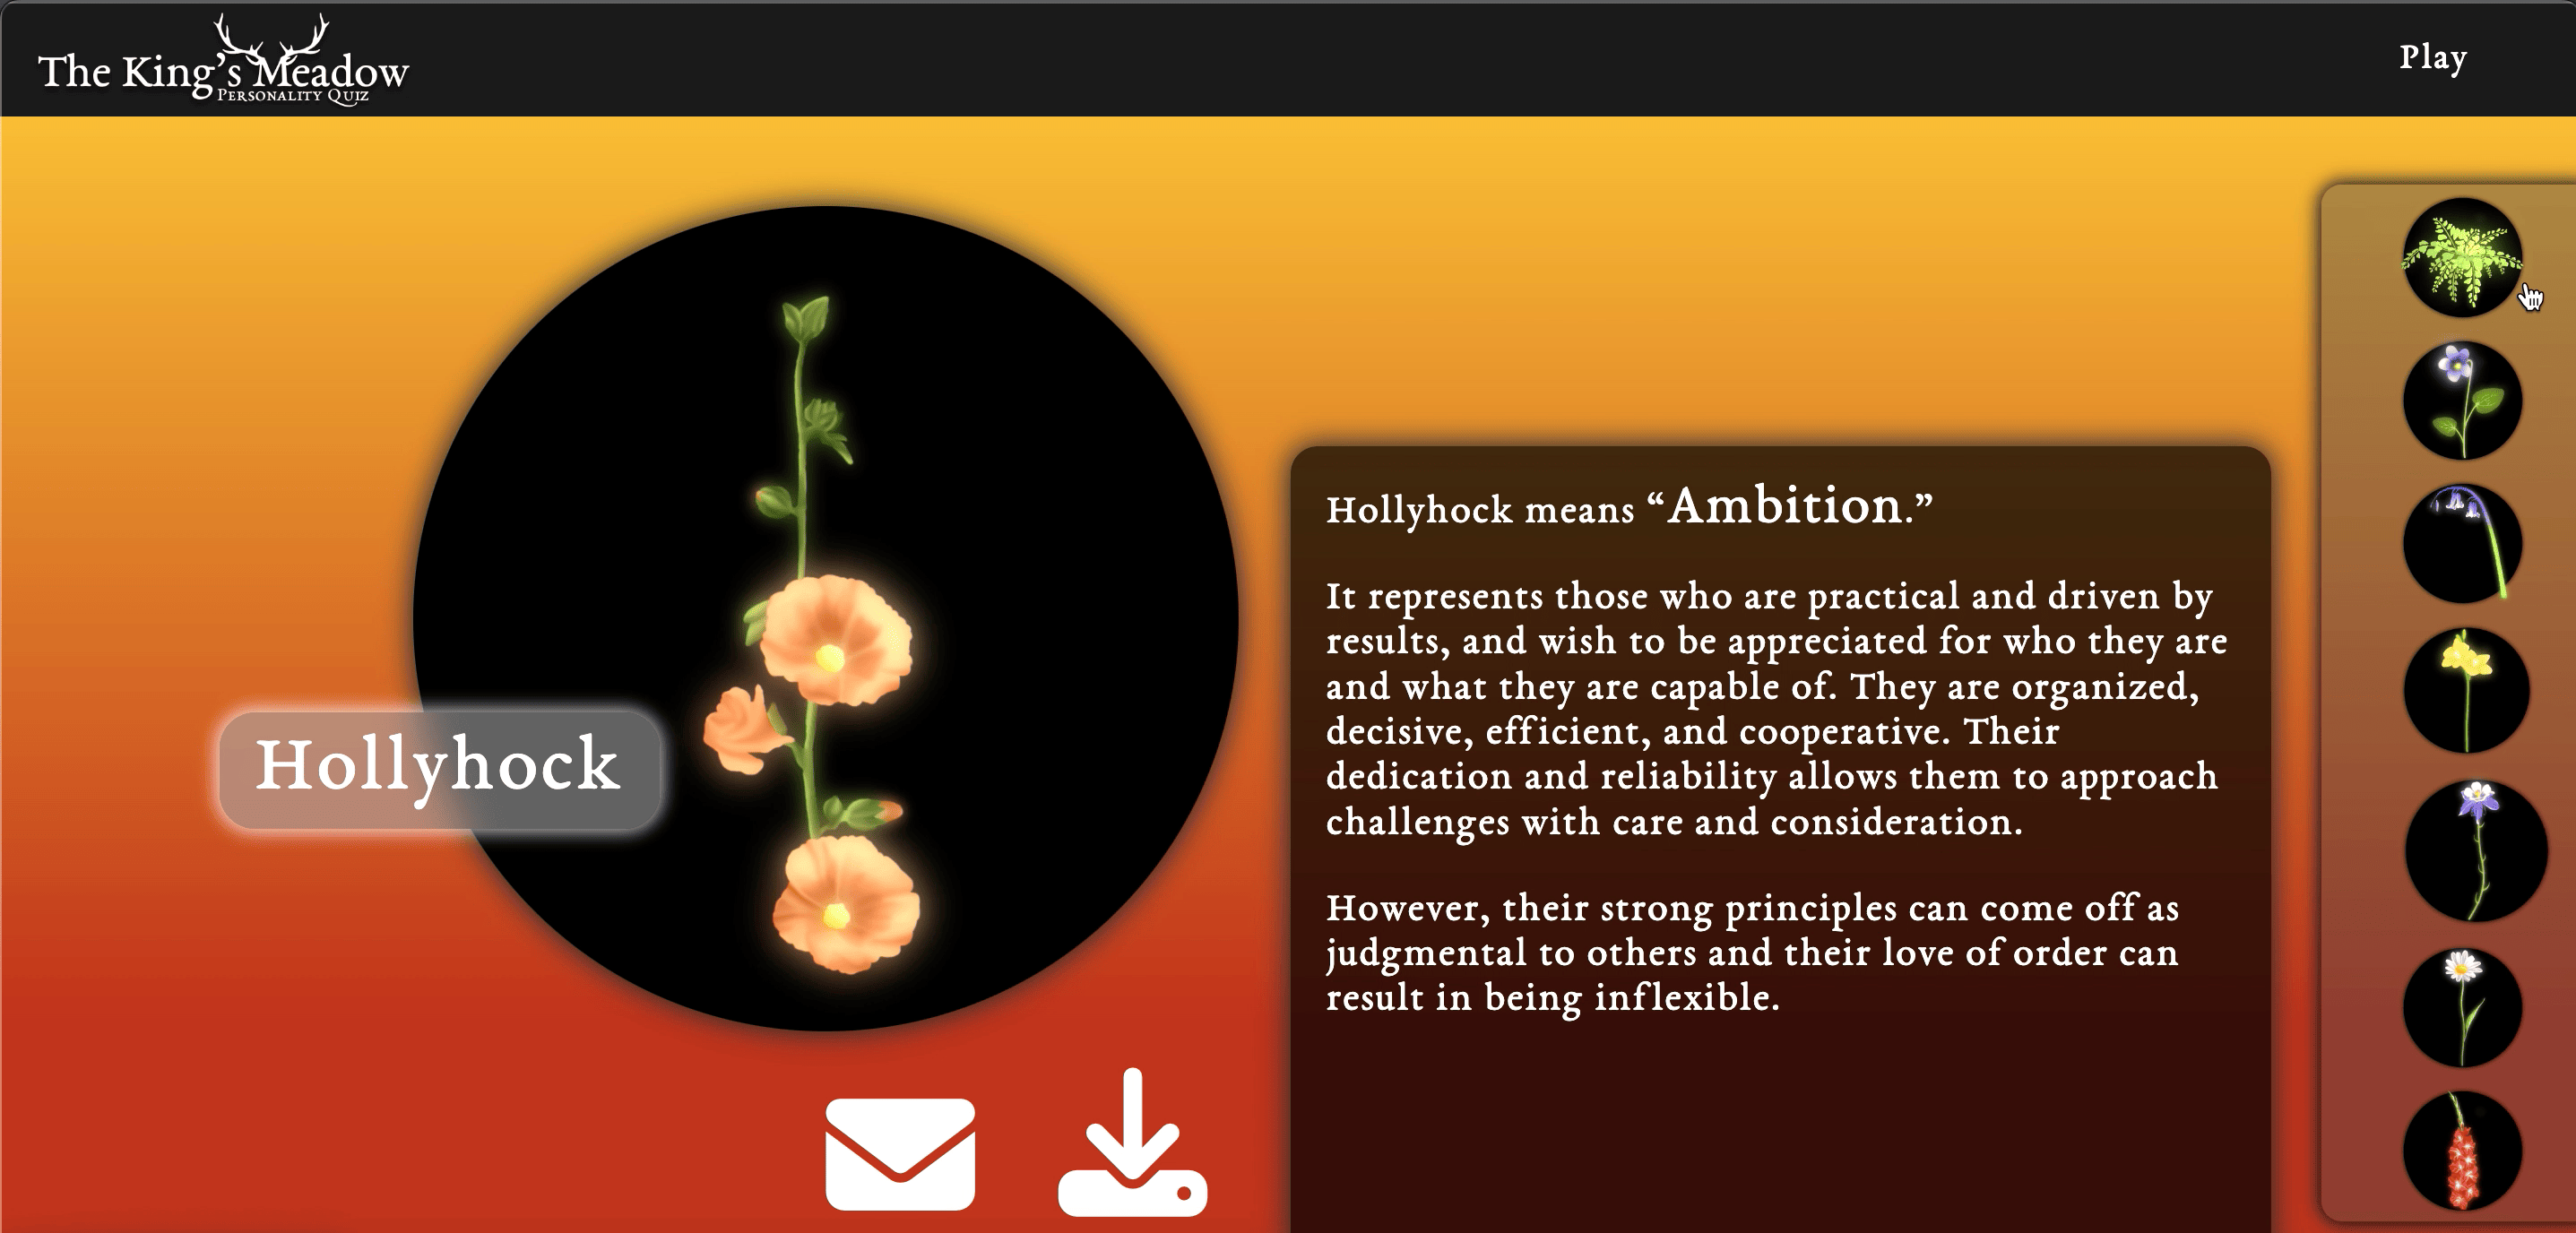 The King's Meadow
Personality Quiz
Play
Hollyhock
Hollyhock means “Ambition.”
It represents those who are practical and driven by
results, and wish to be appreciated for who they are
and what they are capable of. They are organized,
decisive, efficient, and cooperative. Their
dedication and reliability allows them to approach
challenges with care and consideration.
However, their strong principles can come off as
judgmental to others and their love of order can
result in being inflexible.